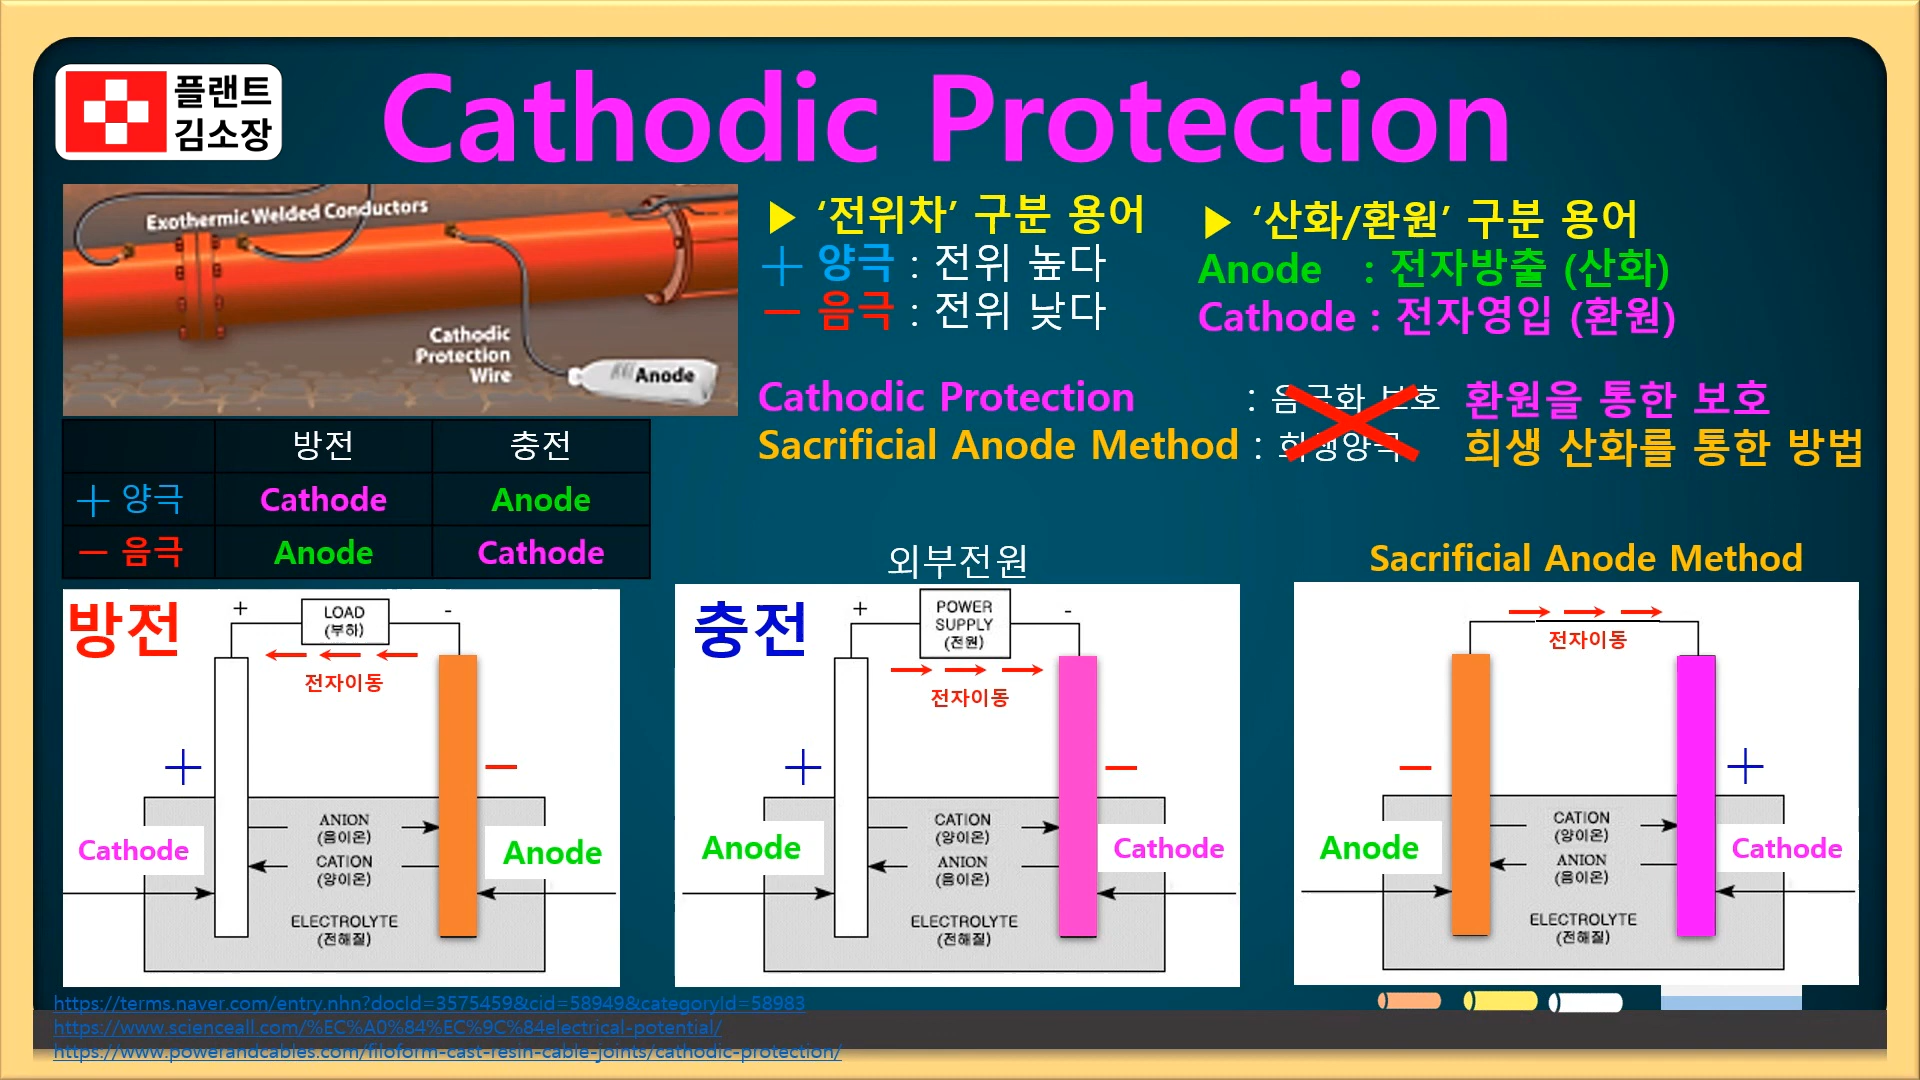 플랜트
김소장
Cathodic Protection
Exothermic Welded Conductors
Cathodic
Protection
Wire
Anode
▶ ‘전위차’ 구분 용어
+ 양극 : 전위 높다
− 음극 : 전위 낮다
▶ ‘산화/환원’ 구분 용어
Anode : 전자방출 (산화)
Cathode : 전자영입 (환원)
Cathodic Protection : 음극화 보호 환원을 통한 보호
Sacrificial Anode Method : 희생양극 희생 산화를 통한 방법
방전 충전
+ 양극 Cathode Anode
− 음극 Anode Cathode
방전
+ LOAD -
(부하)
전자이동
+ −
ANION
(음이온)
CATION
(양이온)
Cathode Anode
ELECTROLYTE
(전해질)
외부전원
충전
+ POWER -
SUPPLY
(전원)
전자이동
+ −
CATION
(양이온)
ANION
(음이온)
Anode Cathode
ELECTROLYTE
(전해질)
Sacrificial Anode Method
전자이동
− +
CATION
(양이온)
ANION
(음이온)
Anode Cathode
ELECTROLYTE
(전해질)
https://terms.naver.com/entry.nhn?docId=3575459&cid=58949&categoryId=58983
https://www.scienceall.com/%EC%A0%84%EC%9C%84electrical-potential/
https://www.powerandcables.com/filoform-cast-resin-cable-joints/cathodic-protection/